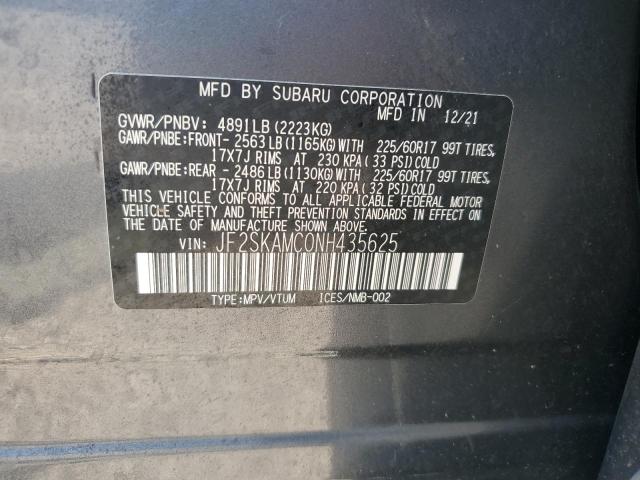 MFD BY SUBARU CORPORATION
MFD IN 12/21
GVWR/PNBV: 4891LB (2223KG)
GAWR/PNBE:FRONT- 2563LB (1165KG) WITH 225/60R17 99T TIRES,
17X7J RIMS AT 230 KPA (33 PSI) COLD
GAWR/PNBE:REAR - 2486LB (1130KG) WITH 225/60R17 99T TIRES,
17X7J RIMS AT 220 KPA (32 PSI) COLD
THIS VEHICLE CONFORMS TO ALL APPLICABLE FEDERAL MOTOR
VEHICLE SAFETY AND THEFT PREVENTION STANDARDS IN EFFECT ON
THE DATE OF MANUFACTURE SHOWN ABOVE.
VIN: JF2SKAMC0NH435625
TYPE:MPV/VTUM ICES/NMB-002